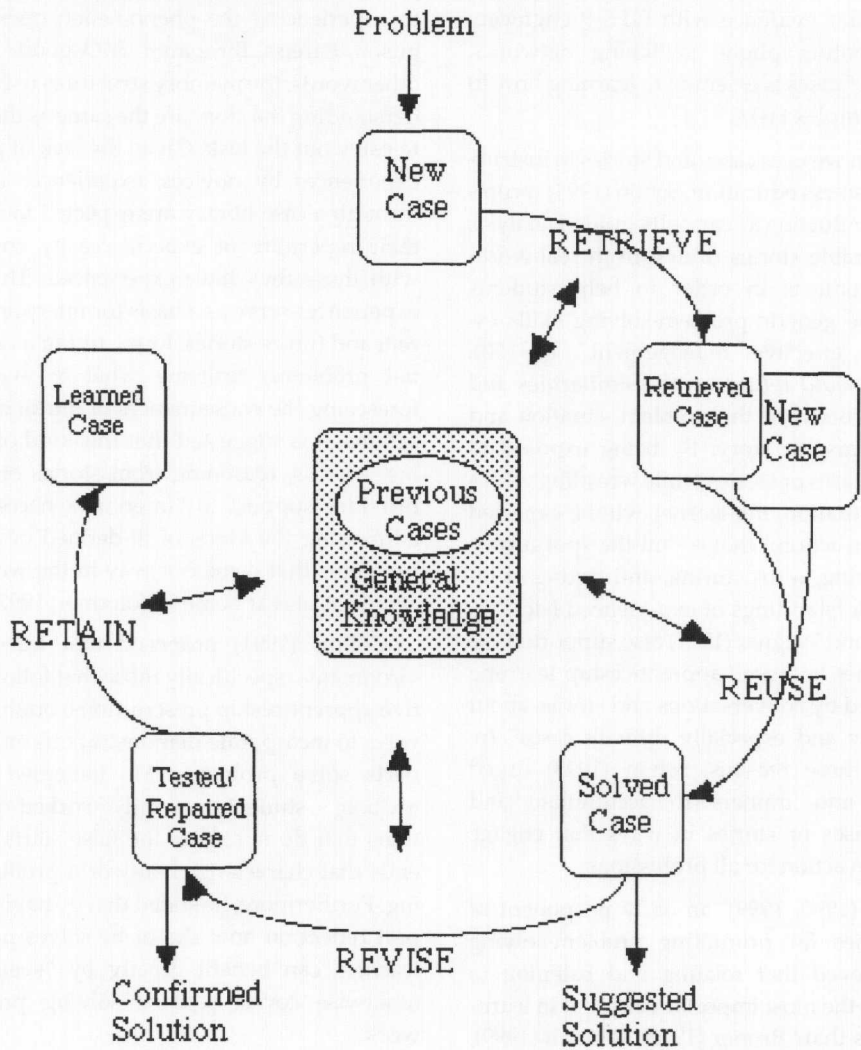 Problem
New
Case
RETRIEVE
Learned
Case
Retrieved
Case
New
Case
Previous
Cases
General
Knowledge
RETAIN
REUSE
Tested/
Repaired
Case
Solved
Case
REVISE
Confirmed
Solution
Suggested
Solution